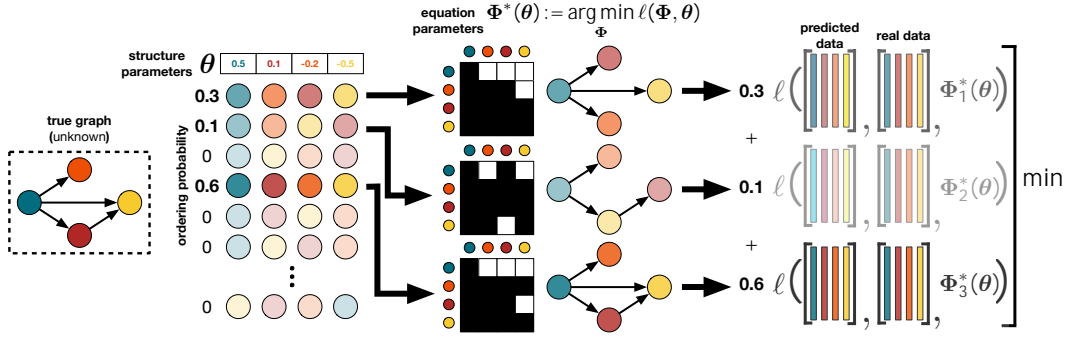 equation
parameters
Φ*(θ) := arg min ℓ(Φ, θ)
Φ
predicted
data
real data
structure
parameters
θ
0.5
0.1
-0.2
-0.5
true graph
(unknown)
ordering probability
0.3
0.1
0
0.6
0
0
0
0.3 ℓ( , , Φ₁*(θ))
+
0.1 ℓ( , , Φ₂*(θ))
+
0.6 ℓ( , , Φ₃*(θ))
min